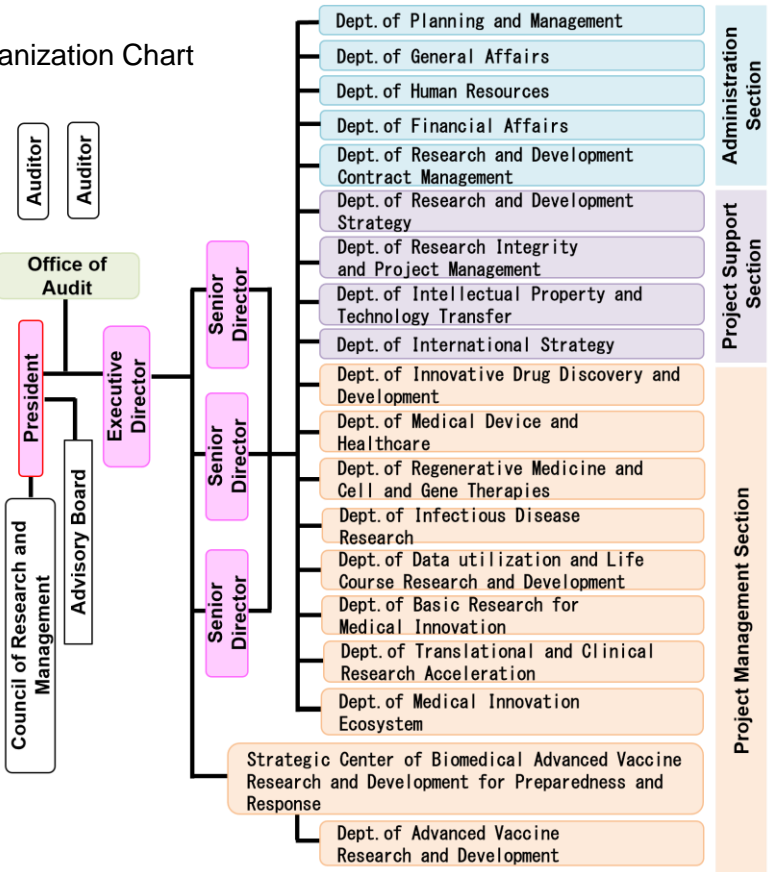 anization Chart
Auditor
Auditor
Office of
Audit
President
Executive
Director
Council of Research and
Management
Advisory Board
Senior
Director
Senior
Director
Senior
Director
Dept. of Planning and Management
Dept. of General Affairs
Dept. of Human Resources
Dept. of Financial Affairs
Dept. of Research and Development
Contract Management
Administration
Section
Dept. of Research and Development
Strategy
Dept. of Research Integrity
and Project Management
Dept. of Intellectual Property and
Technology Transfer
Dept. of International Strategy
Project Support
Section
Dept. of Innovative Drug Discovery and
Development
Dept. of Medical Device and
Healthcare
Dept. of Regenerative Medicine and
Cell and Gene Therapies
Dept. of Infectious Disease
Research
Dept. of Data utilization and Life
Course Research and Development
Dept. of Basic Research for
Medical Innovation
Dept. of Translational and Clinical
Research Acceleration
Dept. of Medical Innovation
Ecosystem
Strategic Center of Biomedical Advanced Vaccine
Research and Development for Preparedness and
Response
Dept. of Advanced Vaccine
Research and Development
Project Management Section